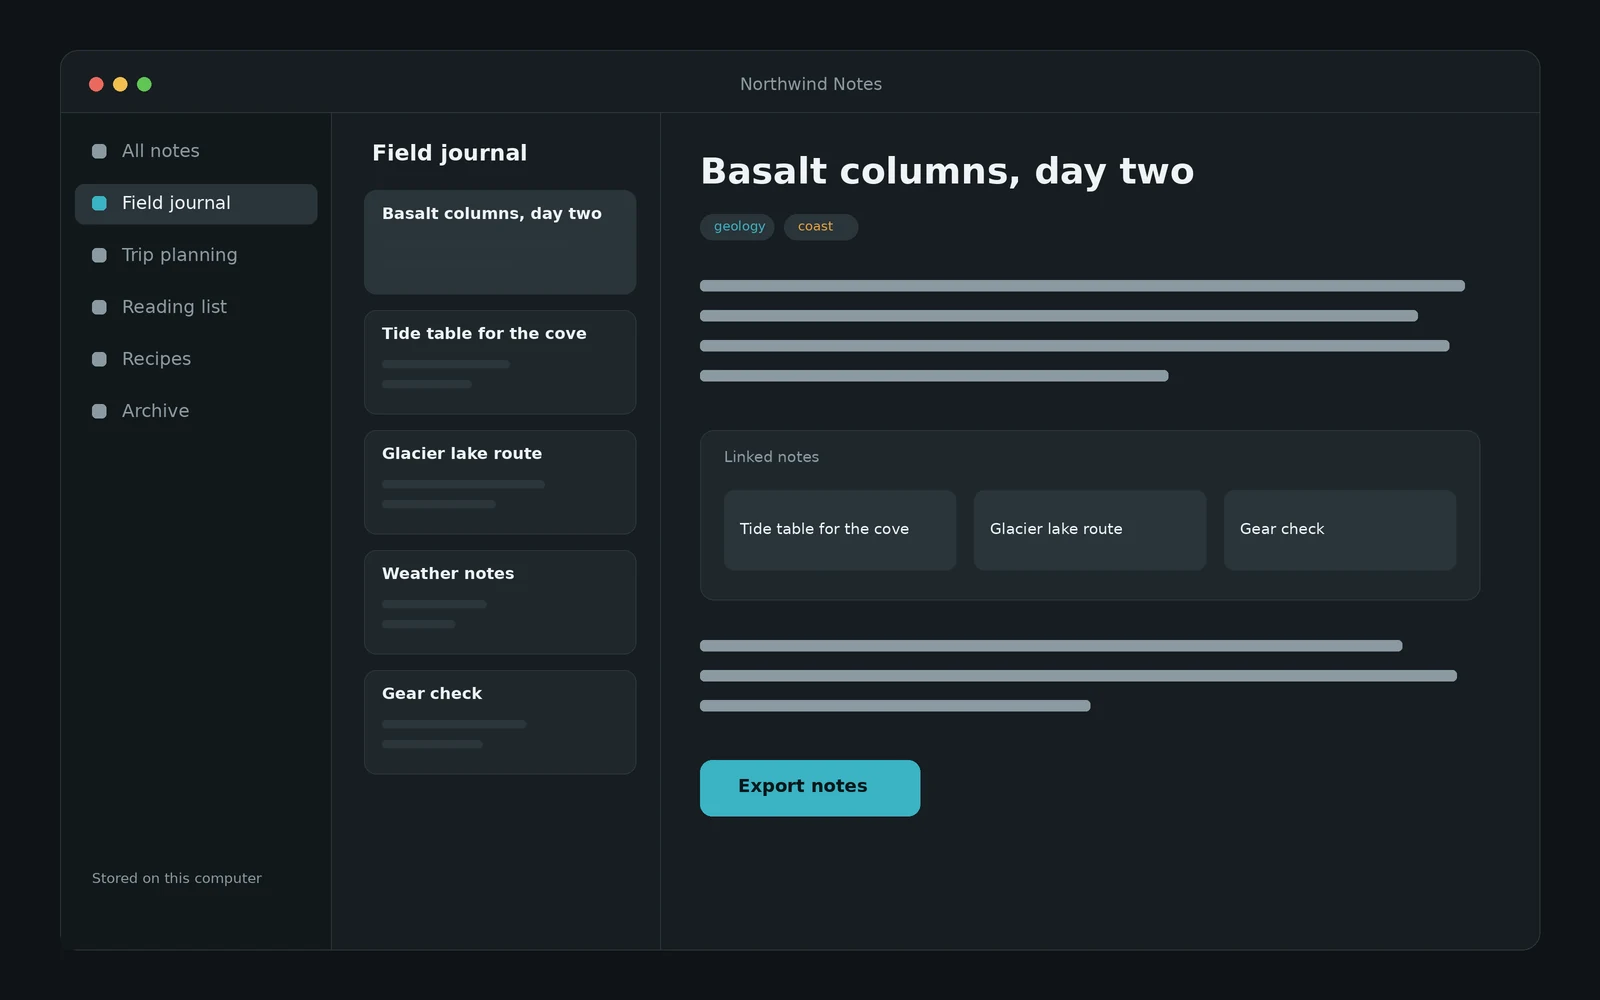 Northwind Notes
All notes
Field journal
Trip planning
Reading list
Recipes
Archive
Stored on this computer
Field journal
Basalt columns, day two
Tide table for the cove
Glacier lake route
Weather notes
Gear check
Basalt columns, day two
geology
coast
Linked notes
Tide table for the cove
Glacier lake route
Gear check
Export notes